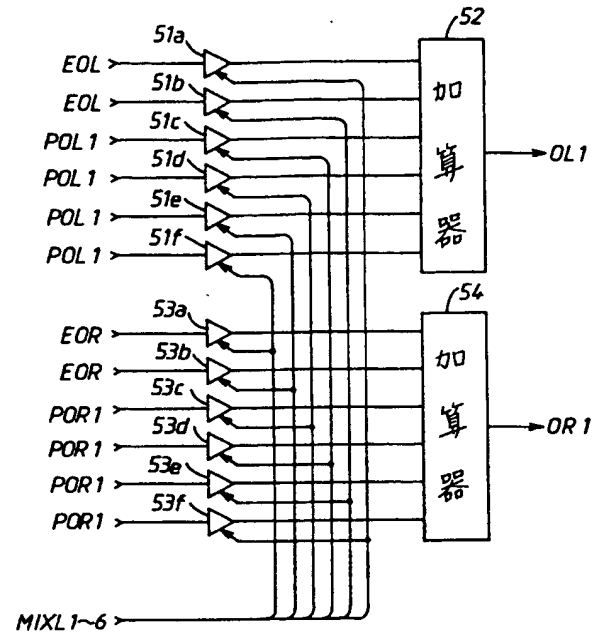 52
51a
EOL
51b
EOL
51c
POL 1
51d
POL 1
51e
POL 1
51f
POL 1
加算器
OL1
54
53a
EOR
53b
EOR
53c
POR 1
53d
POR 1
53e
POR 1
53f
POR 1
加算器
OR 1
MIXL 1~6